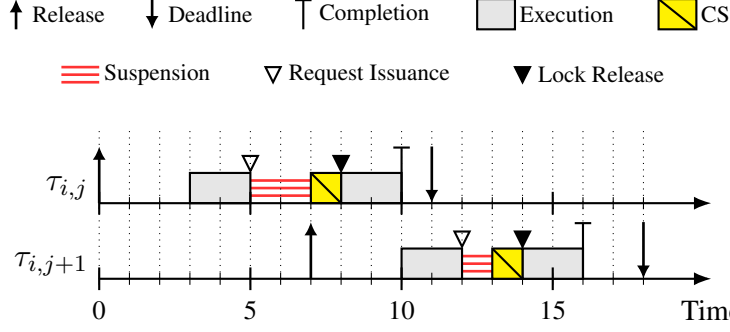 Release Deadline Completion Execution CS
Suspension Request Issuance Lock Release
τi,j
τi,j+1
0 5 10 15 Time